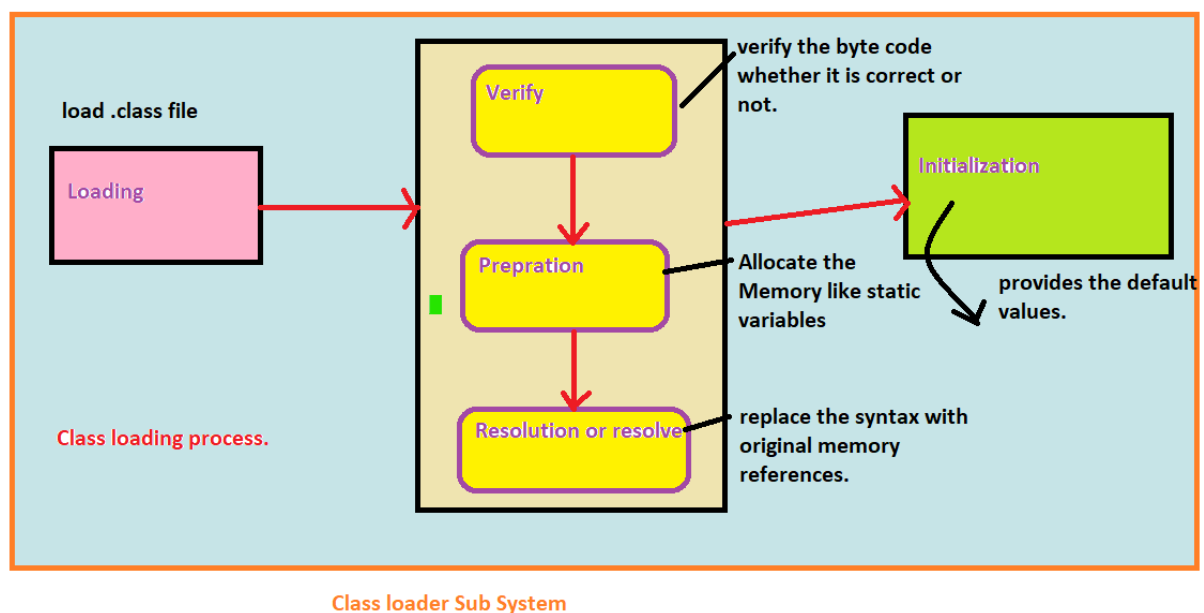 load .class file
Loading
Verify
verify the byte code
whether it is correct or
not.
Prepration
Allocate the
Memory like static
variables
Resolution or resolve
replace the syntax with
original memory
references.
Initialization
provides the default
values.
Class loading process.
Class loader Sub System